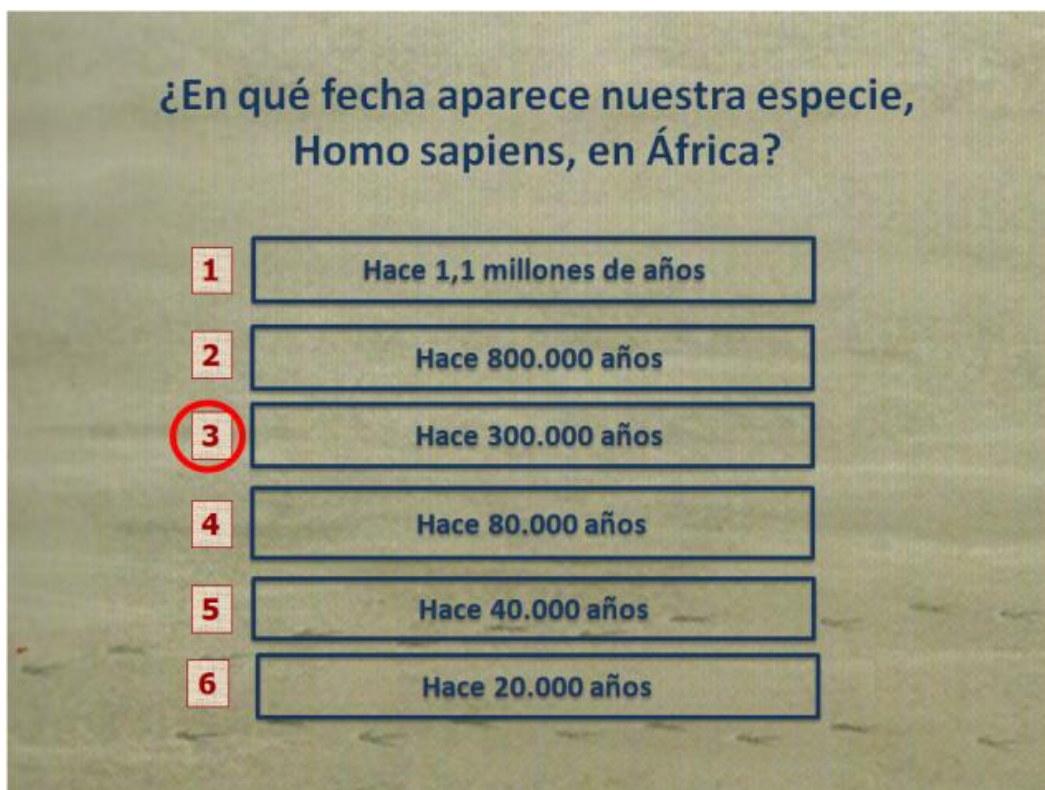 ¿En qué fecha aparece nuestra especie,
Homo sapiens, en África?
1 Hace 1,1 millones de años
2 Hace 800.000 años
3 Hace 300.000 años
4 Hace 80.000 años
5 Hace 40.000 años
6 Hace 20.000 años